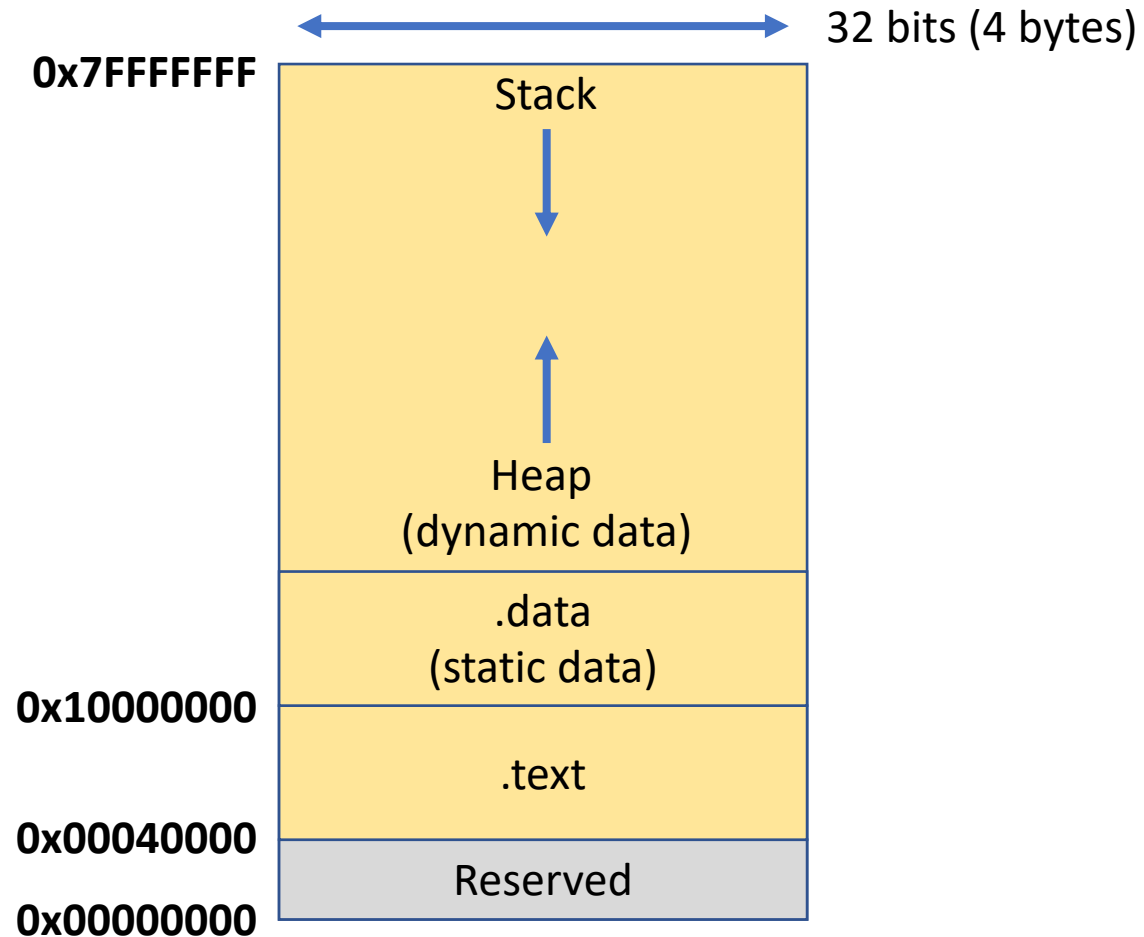 32 bits (4 bytes)
0x7FFFFFFF
Stack
Heap
(dynamic data)
.data
(static data)
0x10000000
.text
0x00040000
Reserved
0x00000000